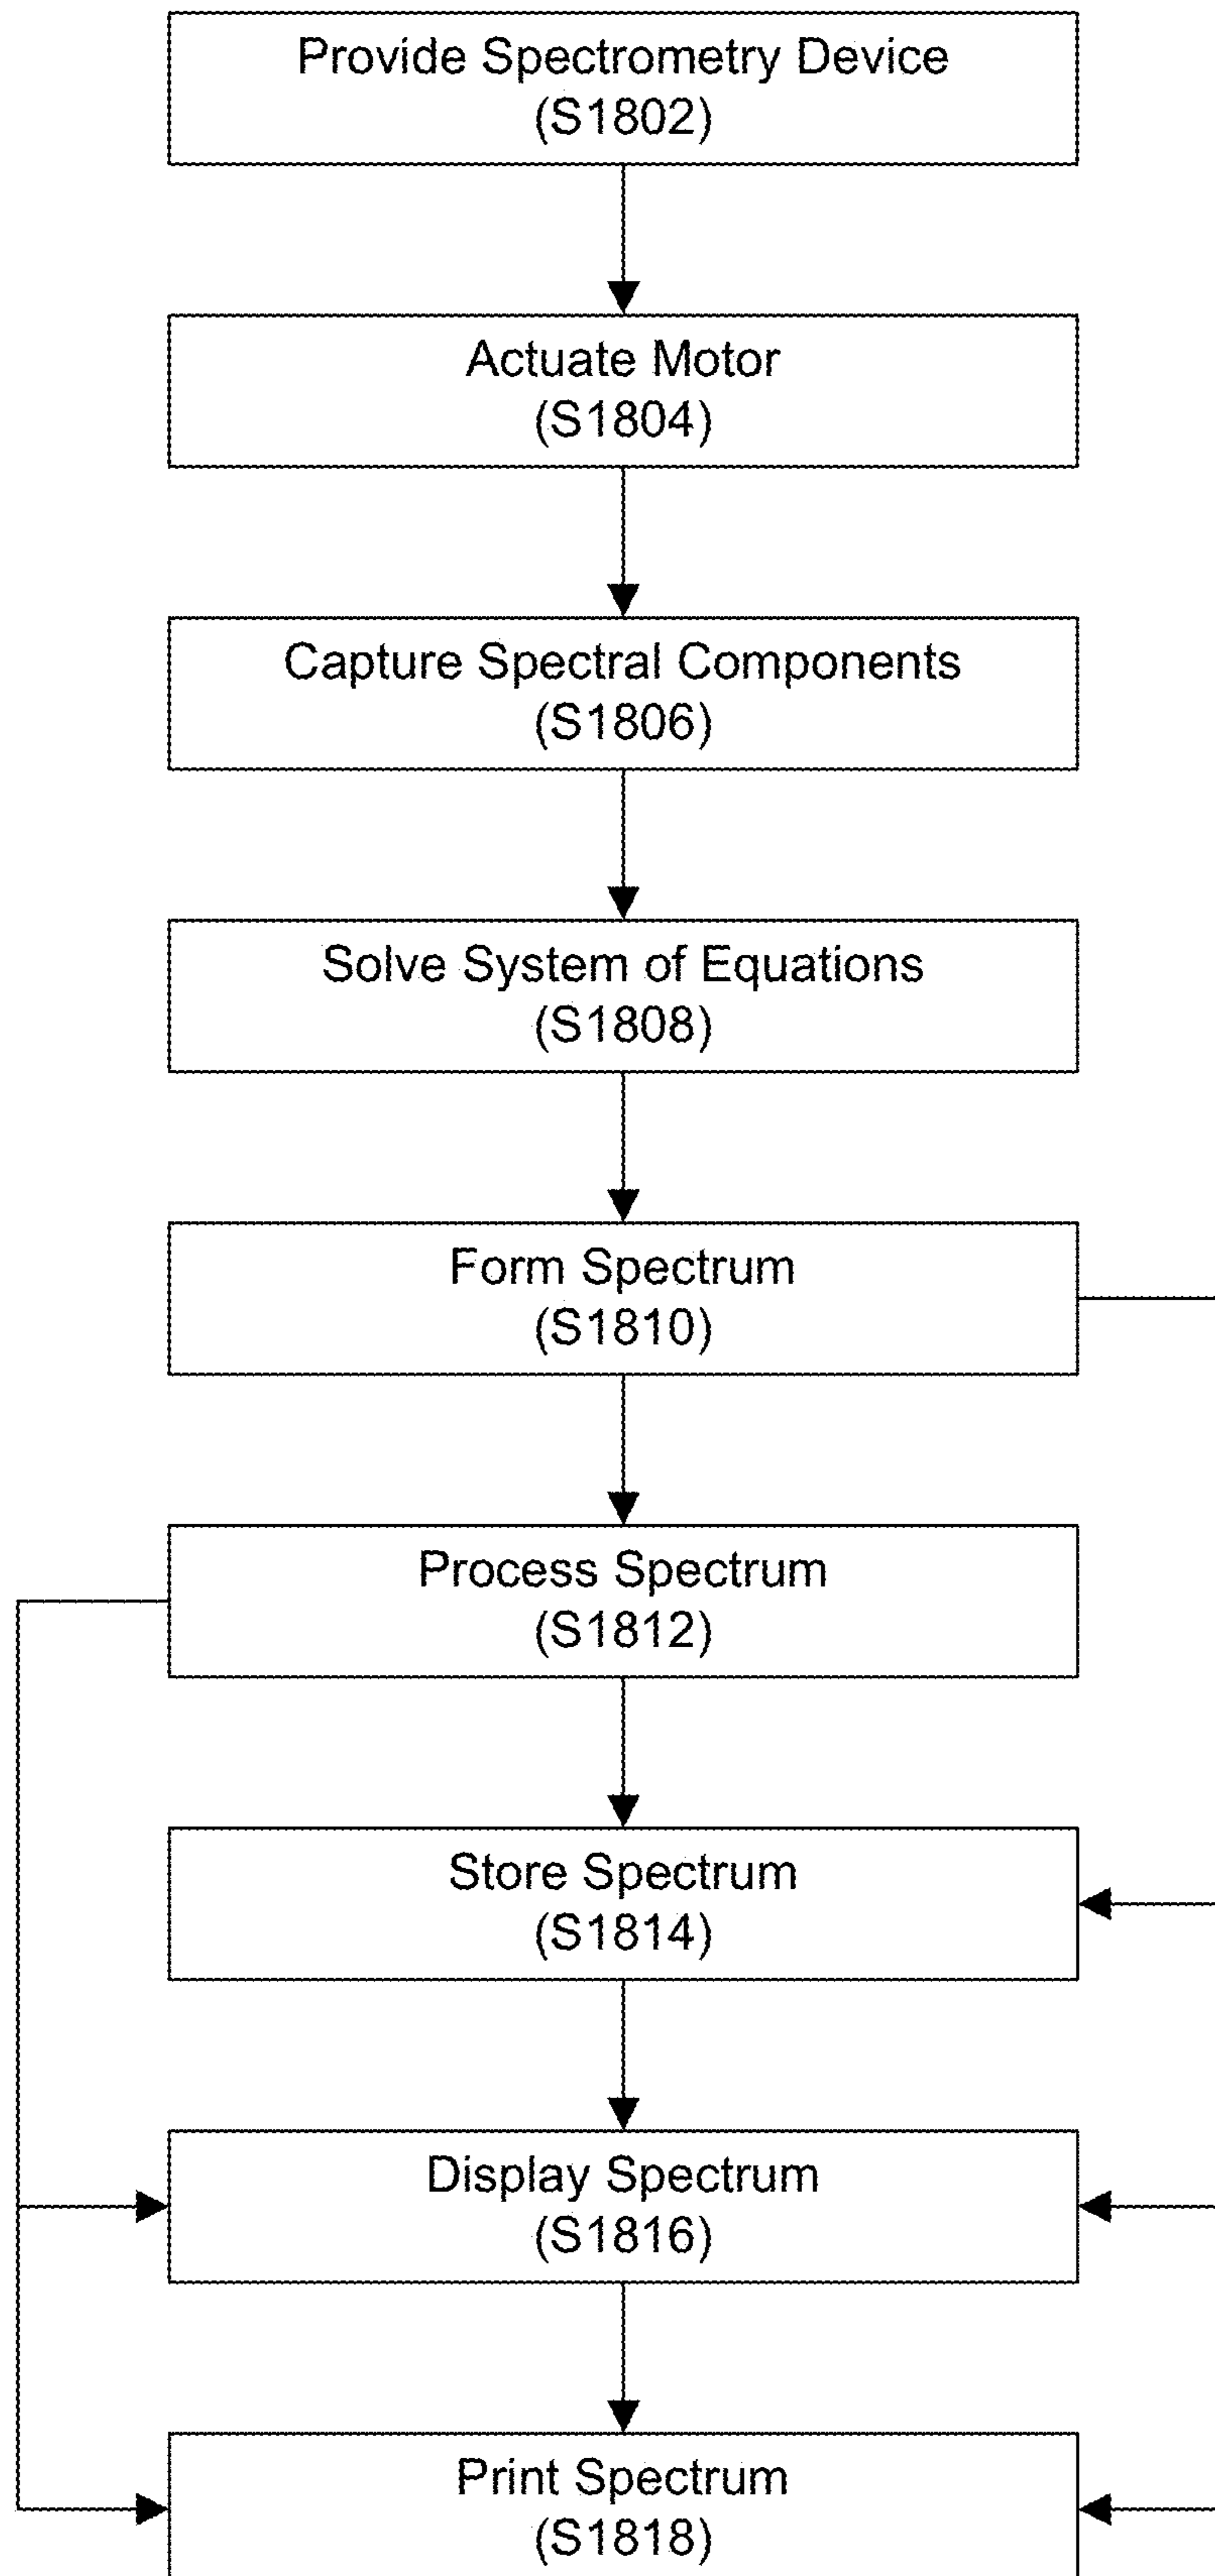 Provide Spectrometry Device
(S1802)
Actuate Motor
(S1804)
Capture Spectral Components
(S1806)
Solve System of Equations
(S1808)
Form Spectrum
(S1810)
Process Spectrum
(S1812)
Store Spectrum
(S1814)
Display Spectrum
(S1816)
Print Spectrum
(S1818)